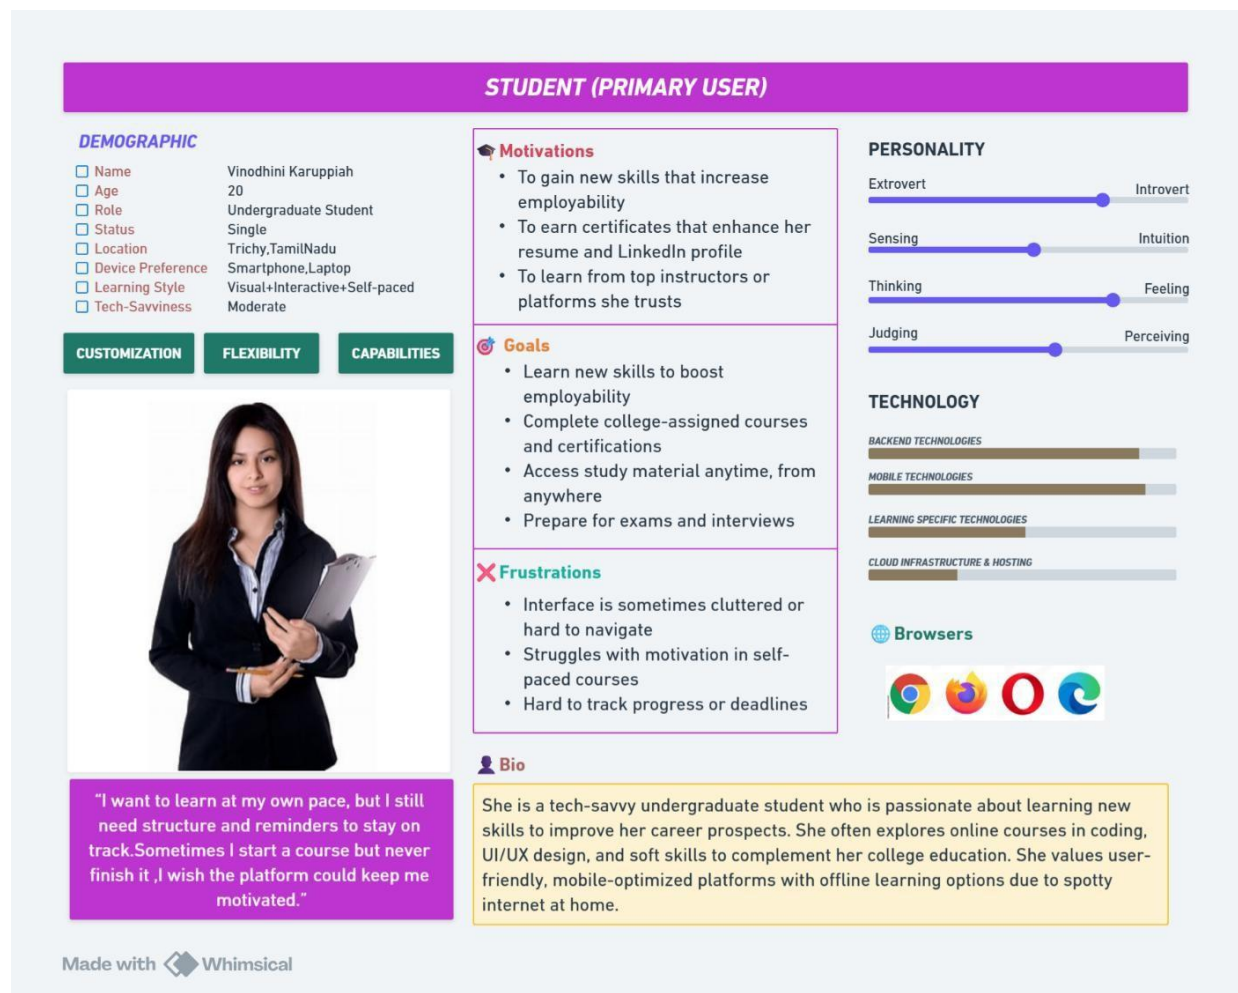 STUDENT (PRIMARY USER)
DEMOGRAPHIC
Name Vinodhini Karuppiah
Age 20
Role Undergraduate Student
Status Single
Location Trichy,TamilNadu
Device Preference Smartphone,Laptop
Learning Style Visual+Interactive+Self-paced
Tech-Savviness Moderate
CUSTOMIZATION FLEXIBILITY CAPABILITIES
“I want to learn at my own pace, but I still
need structure and reminders to stay on
track.Sometimes I start a course but never
finish it ,I wish the platform could keep me
motivated.”
Motivations
• To gain new skills that increase
employability
• To earn certificates that enhance her
resume and LinkedIn profile
• To learn from top instructors or
platforms she trusts
Goals
• Learn new skills to boost
employability
• Complete college-assigned courses
and certifications
• Access study material anytime, from
anywhere
• Prepare for exams and interviews
Frustrations
• Interface is sometimes cluttered or
hard to navigate
• Struggles with motivation in self-
paced courses
• Hard to track progress or deadlines
PERSONALITY
Extrovert Introvert
Sensing Intuition
Thinking Feeling
Judging Perceiving
TECHNOLOGY
BACKEND TECHNOLOGIES
MOBILE TECHNOLOGIES
LEARNING SPECIFIC TECHNOLOGIES
CLOUD INFRASTRUCTURE & HOSTING
Browsers
Bio
She is a tech-savvy undergraduate student who is passionate about learning new
skills to improve her career prospects. She often explores online courses in coding,
UI/UX design, and soft skills to complement her college education. She values user-
friendly, mobile-optimized platforms with offline learning options due to spotty
internet at home.
Made with Whimsical